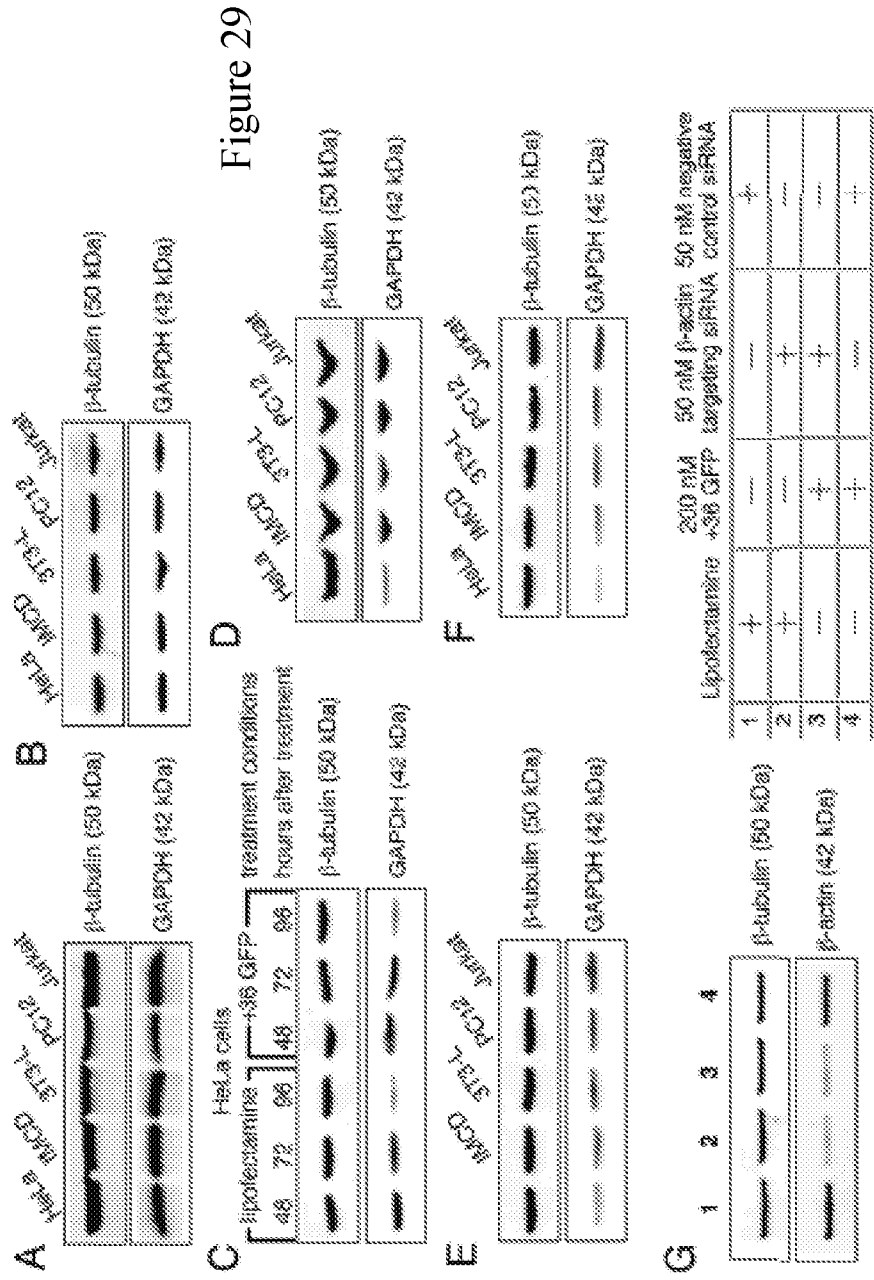 Figure 29
A
HeLa IMCD 3T3-L PC12 Jurkat
β-tubulin (50 kDa)
GAPDH (42 kDa)
B
HeLa IMCD 3T3-L PC12 Jurkat
β-tubulin (50 kDa)
GAPDH (42 kDa)
C
HeLa cells
lipofectamine +36 GFP treatment conditions
48 72 96 48 72 96 hours after treatment
β-tubulin (50 kDa)
GAPDH (42 kDa)
D
HeLa IMCD 3T3-L PC12 Jurkat
β-tubulin (50 kDa)
GAPDH (42 kDa)
E
IMCD 3T3-L PC12 Jurkat
β-tubulin (50 kDa)
GAPDH (42 kDa)
F
HeLa IMCD 3T3-L PC12 Jurkat
β-tubulin (50 kDa)
GAPDH (42 kDa)
G
1 2 3 4
β-tubulin (50 kDa)
β-actin (42 kDa)
Lipofectamine 200 nM +36 GFP 50 nM β-actin targeting siRNA 50 nM negative control siRNA
1 + — — +
2 + — + —
3 — + + —
4 — + — +